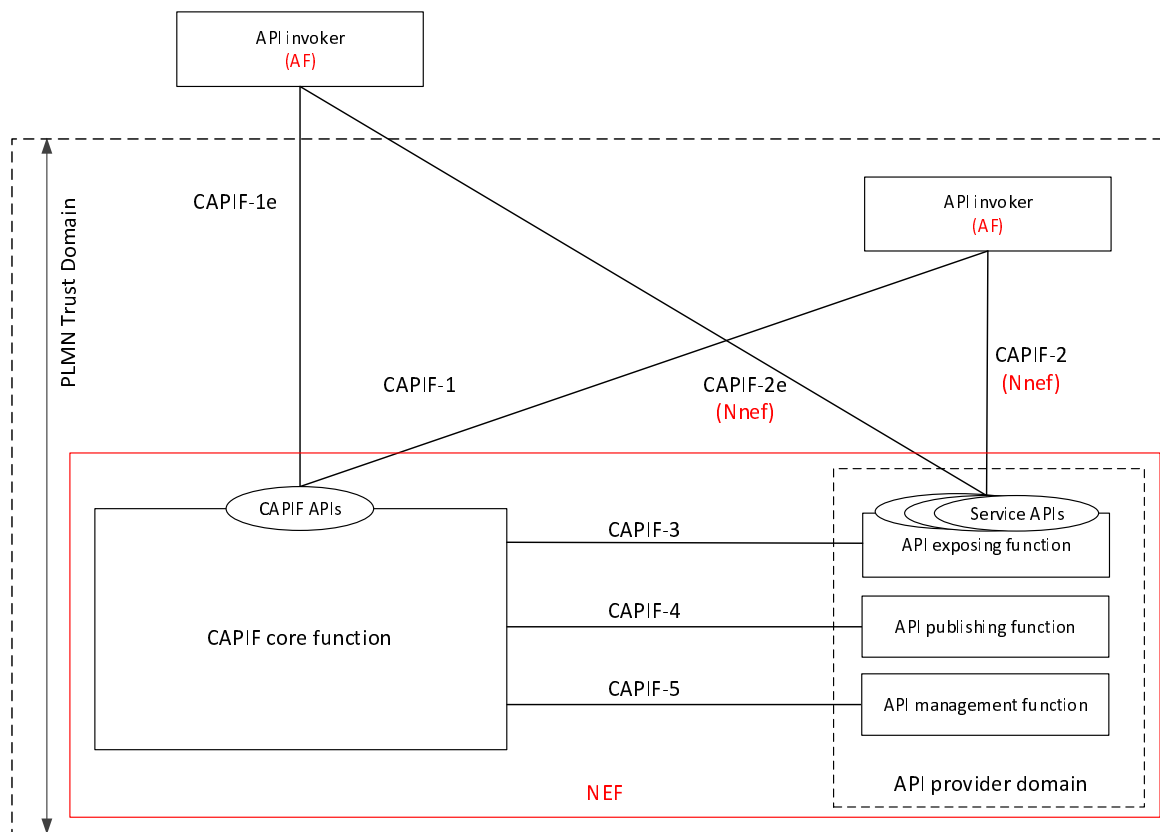 API invoker
(AF)
CAPIF-1e
PLMN Trust Domain
API invoker
(AF)
CAPIF-1
CAPIF-2e
(Nnef)
CAPIF-2
(Nnef)
CAPIF APIs
Service APIs
CAPIF-3
API exposing function
CAPIF-4
API publishing function
CAPIF core function
CAPIF-5
API management function
API provider domain
NEF